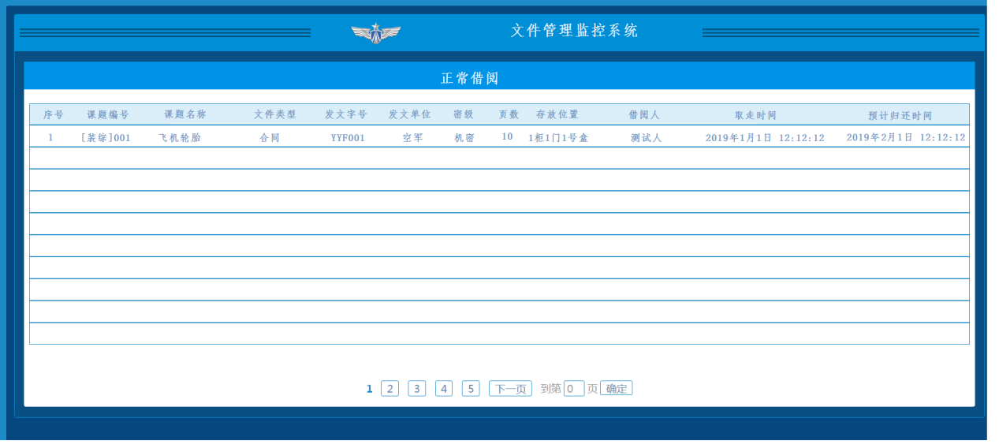 文件管理监控系统
正常借阅
序号 课题编号 课题名称 文件类型 发文字号 发文单位 密级 页数 存放位置 借阅人 取走时间 预计归还时间
1 [装综]001 飞机轮胎 合同 YYF001 空军 机密 10 1柜1门1号盒 测试人 2019年1月1日 12:12:12 2019年2月1日 12:12:12
1 2 3 4 5 下一页 到第 0 页 确定